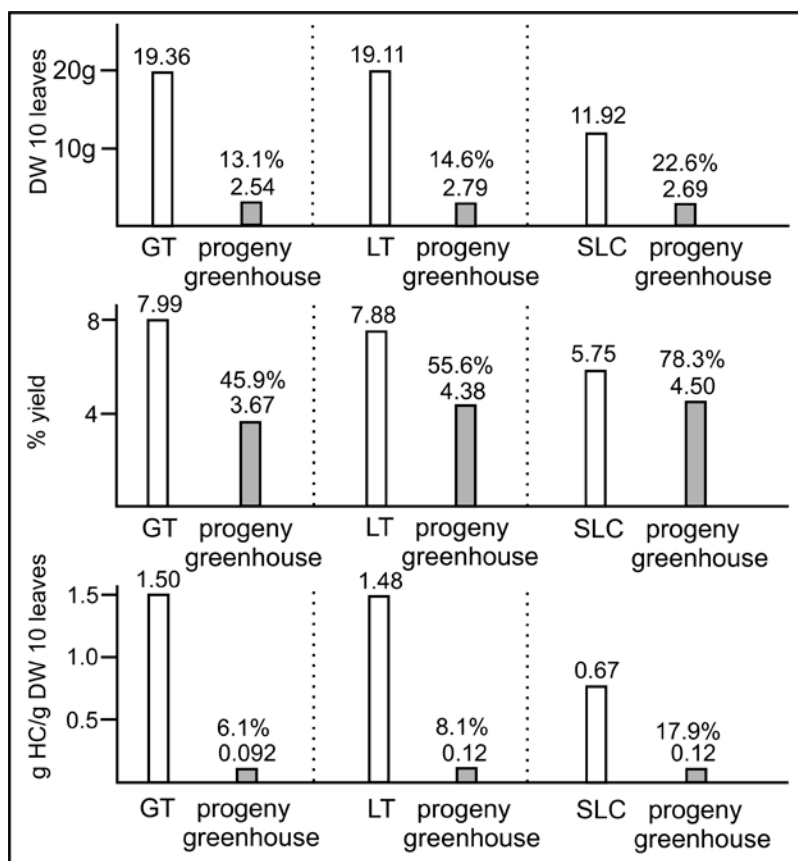 DW 10 leaves
20g
10g
19.36
13.1%
2.54
19.11
14.6%
2.79
11.92
22.6%
2.69
GT progeny greenhouse
LT progeny greenhouse
SLC progeny greenhouse
% yield
8
4
7.99
45.9%
3.67
7.88
55.6%
4.38
5.75
78.3%
4.50
GT progeny greenhouse
LT progeny greenhouse
SLC progeny greenhouse
g HC/g DW 10 leaves
1.5
1.0
0.5
1.50
6.1%
0.092
1.48
8.1%
0.12
0.67
17.9%
0.12
GT progeny greenhouse
LT progeny greenhouse
SLC progeny greenhouse